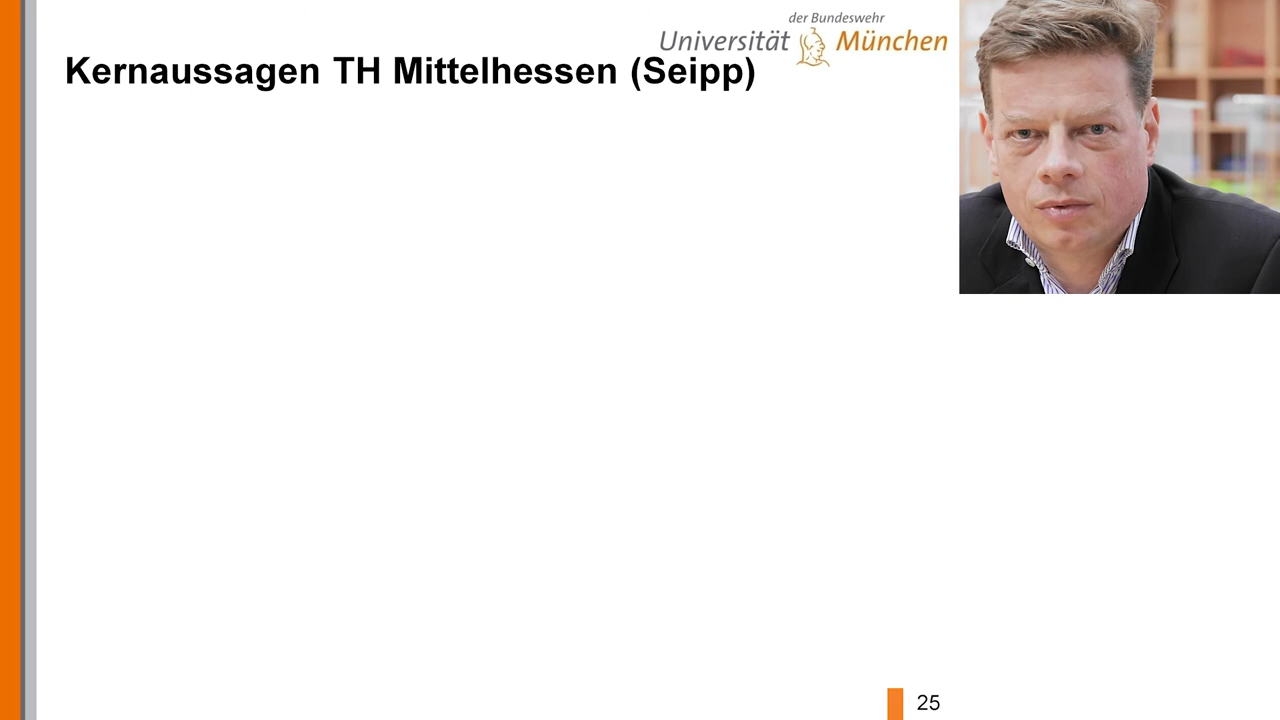 der Bundeswehr
Universität München
Kernaussagen TH Mittelhessen (Seipp)
25